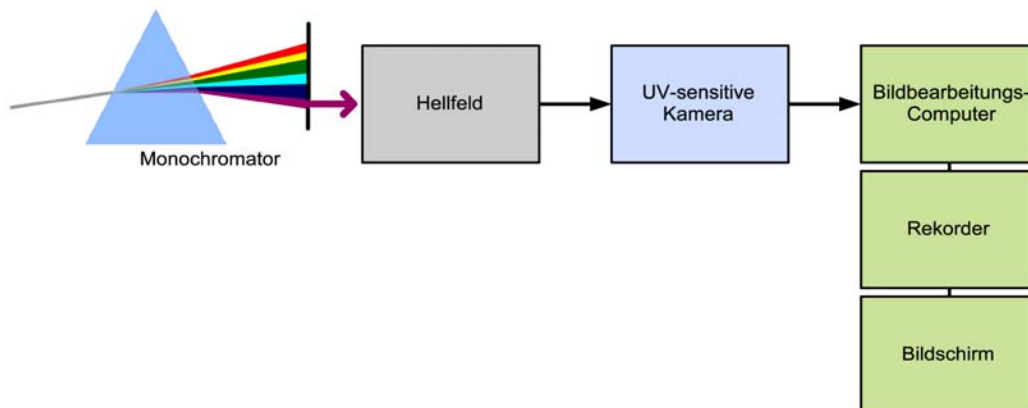 Monochromator
Hellfeld
UV-sensitive
Kamera
Bildbearbeitungs-
Computer
Rekorder
Bildschirm